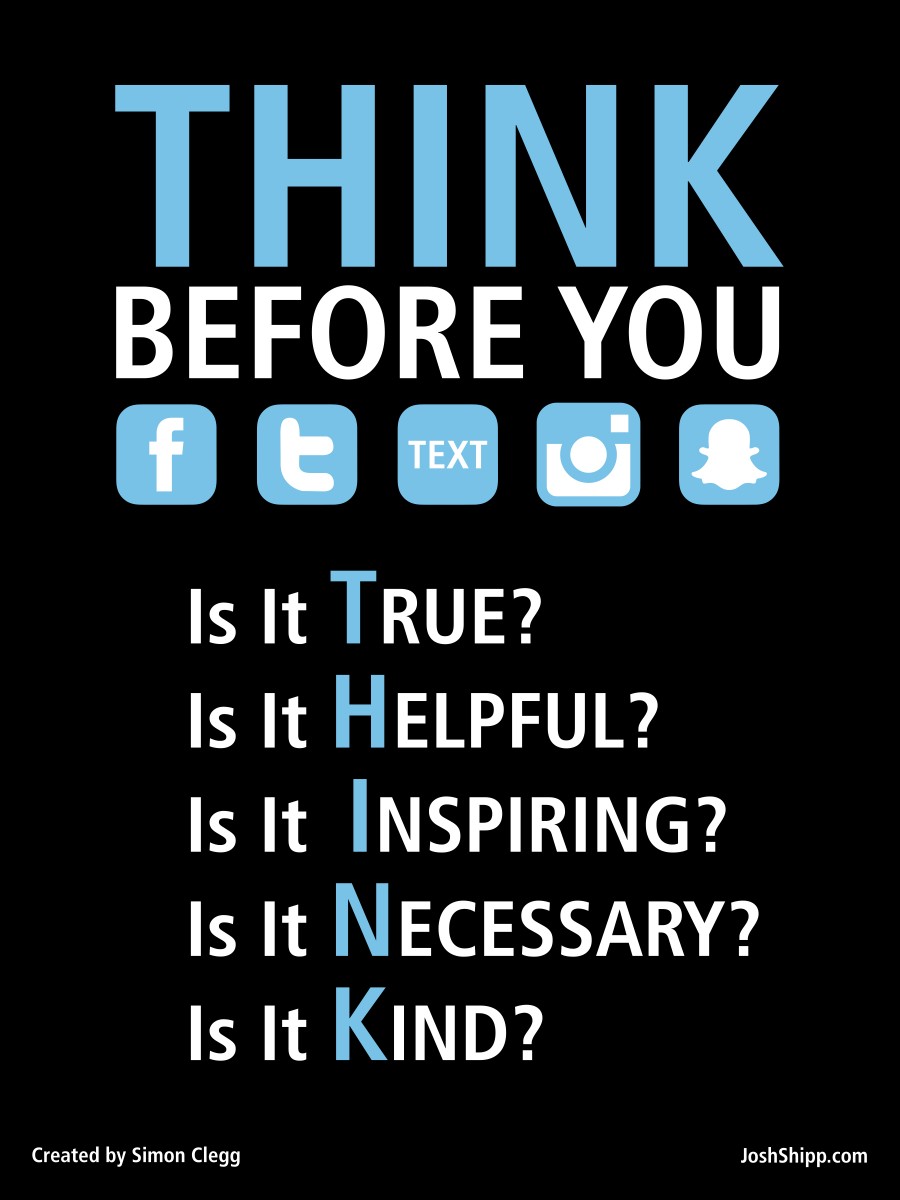 THINK
BEFORE YOU
f t TEXT
Is It TRUE?
Is It HELPFUL?
Is It INSPIRING?
Is It NECESSARY?
Is It KIND?
Created by Simon Clegg
JoshShipp.com